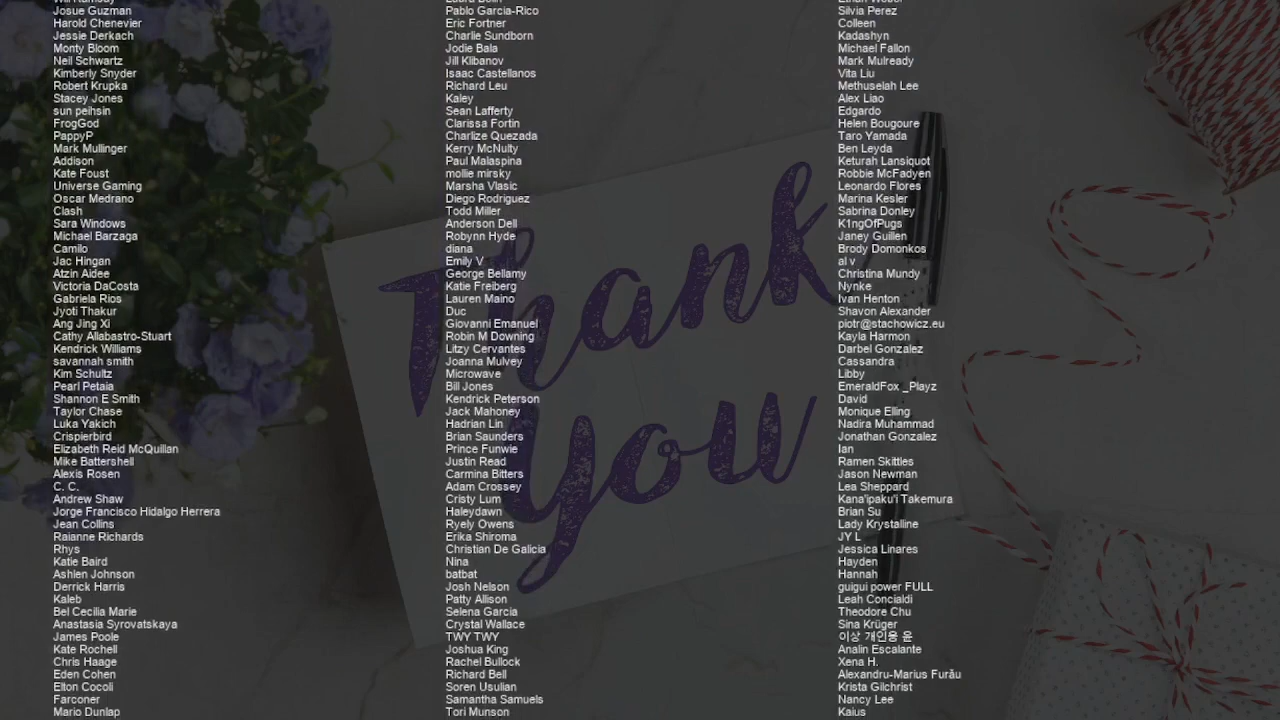 Josue Guzman
Harold Chenevier
Jessie Derkach
Monty Bloom
Neil Schwartz
Kimberly Snyder
Robert Krupka
Stacey Jones
sun peihsin
FrogGod
PappyP
Mark Mullinger
Addison
Kate Foust
Universe Gaming
Oscar Medrano
Clash
Sara Windows
Michael Barzaga
Camilo
Jac Hingan
Atzin Aidee
Victoria DaCosta
Gabriela Rios
Jyoti Thakur
Ang Jing Xi
Cathy Allabastro-Stuart
Kendrick Williams
savannah smith
Kim Schultz
Pearl Petaia
Shannon E Smith
Taylor Chase
Luka Yakich
Crispierbird
Elizabeth Reid McQuillan
Mike Battershell
Alexis Rosen
C. C.
Andrew Shaw
Jorge Francisco Hidalgo Herrera
Jean Collins
Raianne Richards
Rhys
Katie Baird
Ashlen Johnson
Derrick Harris
Kaleb
Bel Cecilia Marie
Anastasia Syrovatskaya
James Poole
Kate Rochell
Chris Haage
Eden Cohen
Elton Cocoli
Farconer
Mario Dunlap
Pablo Garcia-Rico
Eric Fortner
Charlie Sundborn
Jodie Bala
Jill Klibanov
Isaac Castellanos
Richard Leu
Kaley
Sean Lafferty
Clarissa Fortin
Charlize Quezada
Kerry McNulty
Paul Malaspina
mollie mirsky
Marsha Vlasic
Diego Rodriguez
Todd Miller
Anderson Dell
Robynn Hyde
diana
Emily V
George Bellamy
Katie Freiberg
Lauren Maino
Duc
Giovanni Emanuel
Robin M Downing
Litzy Cervantes
Joanna Mulvey
Microwave
Bill Jones
Kendrick Peterson
Jack Mahoney
Hadrian Lin
Brian Saunders
Prince Funwie
Justin Read
Carmina Bitters
Adam Crossey
Cristy Lum
Haleydawn
Ryely Owens
Erika Shiroma
Christian De Galicia
Nina
batbat
Josh Nelson
Patty Allison
Selena Garcia
Crystal Wallace
TWY TWY
Joshua King
Rachel Bullock
Richard Bell
Soren Usulian
Samantha Samuels
Tori Munson
Silvia Perez
Colleen
Kadashyn
Michael Fallon
Mark Mulready
Vita Liu
Methuselah Lee
Alex Liao
Edgardo
Helen Bougoure
Taro Yamada
Ben Leyda
Keturah Lansiquot
Robbie McFadyen
Leonardo Flores
Marina Kesler
Sabrina Donley
K1ngOfPugs
Janey Guillen
Brody Domonkos
al v
Christina Mundy
Nynke
Ivan Henton
Shavon Alexander
piotr@stachowicz.eu
Kayla Harmon
Darbel Gonzalez
Cassandra
Libby
EmeraldFox _Playz
David
Monique Elling
Nadira Muhammad
Jonathan Gonzalez
Ian
Ramen Skittles
Jason Newman
Lea Sheppard
Kana'ipaku'i Takemura
Brian Su
Lady Krystaline
JY L
Jessica Linares
Hayden
Hannah
guigui power FULL
Leah Concialdi
Theodore Chu
Sina Krüger
이상 개인용 윤
Analin Escalante
Xena H.
Alexandru-Marius Furău
Krista Gilchrist
Nancy Lee
Kaius
Thank
You